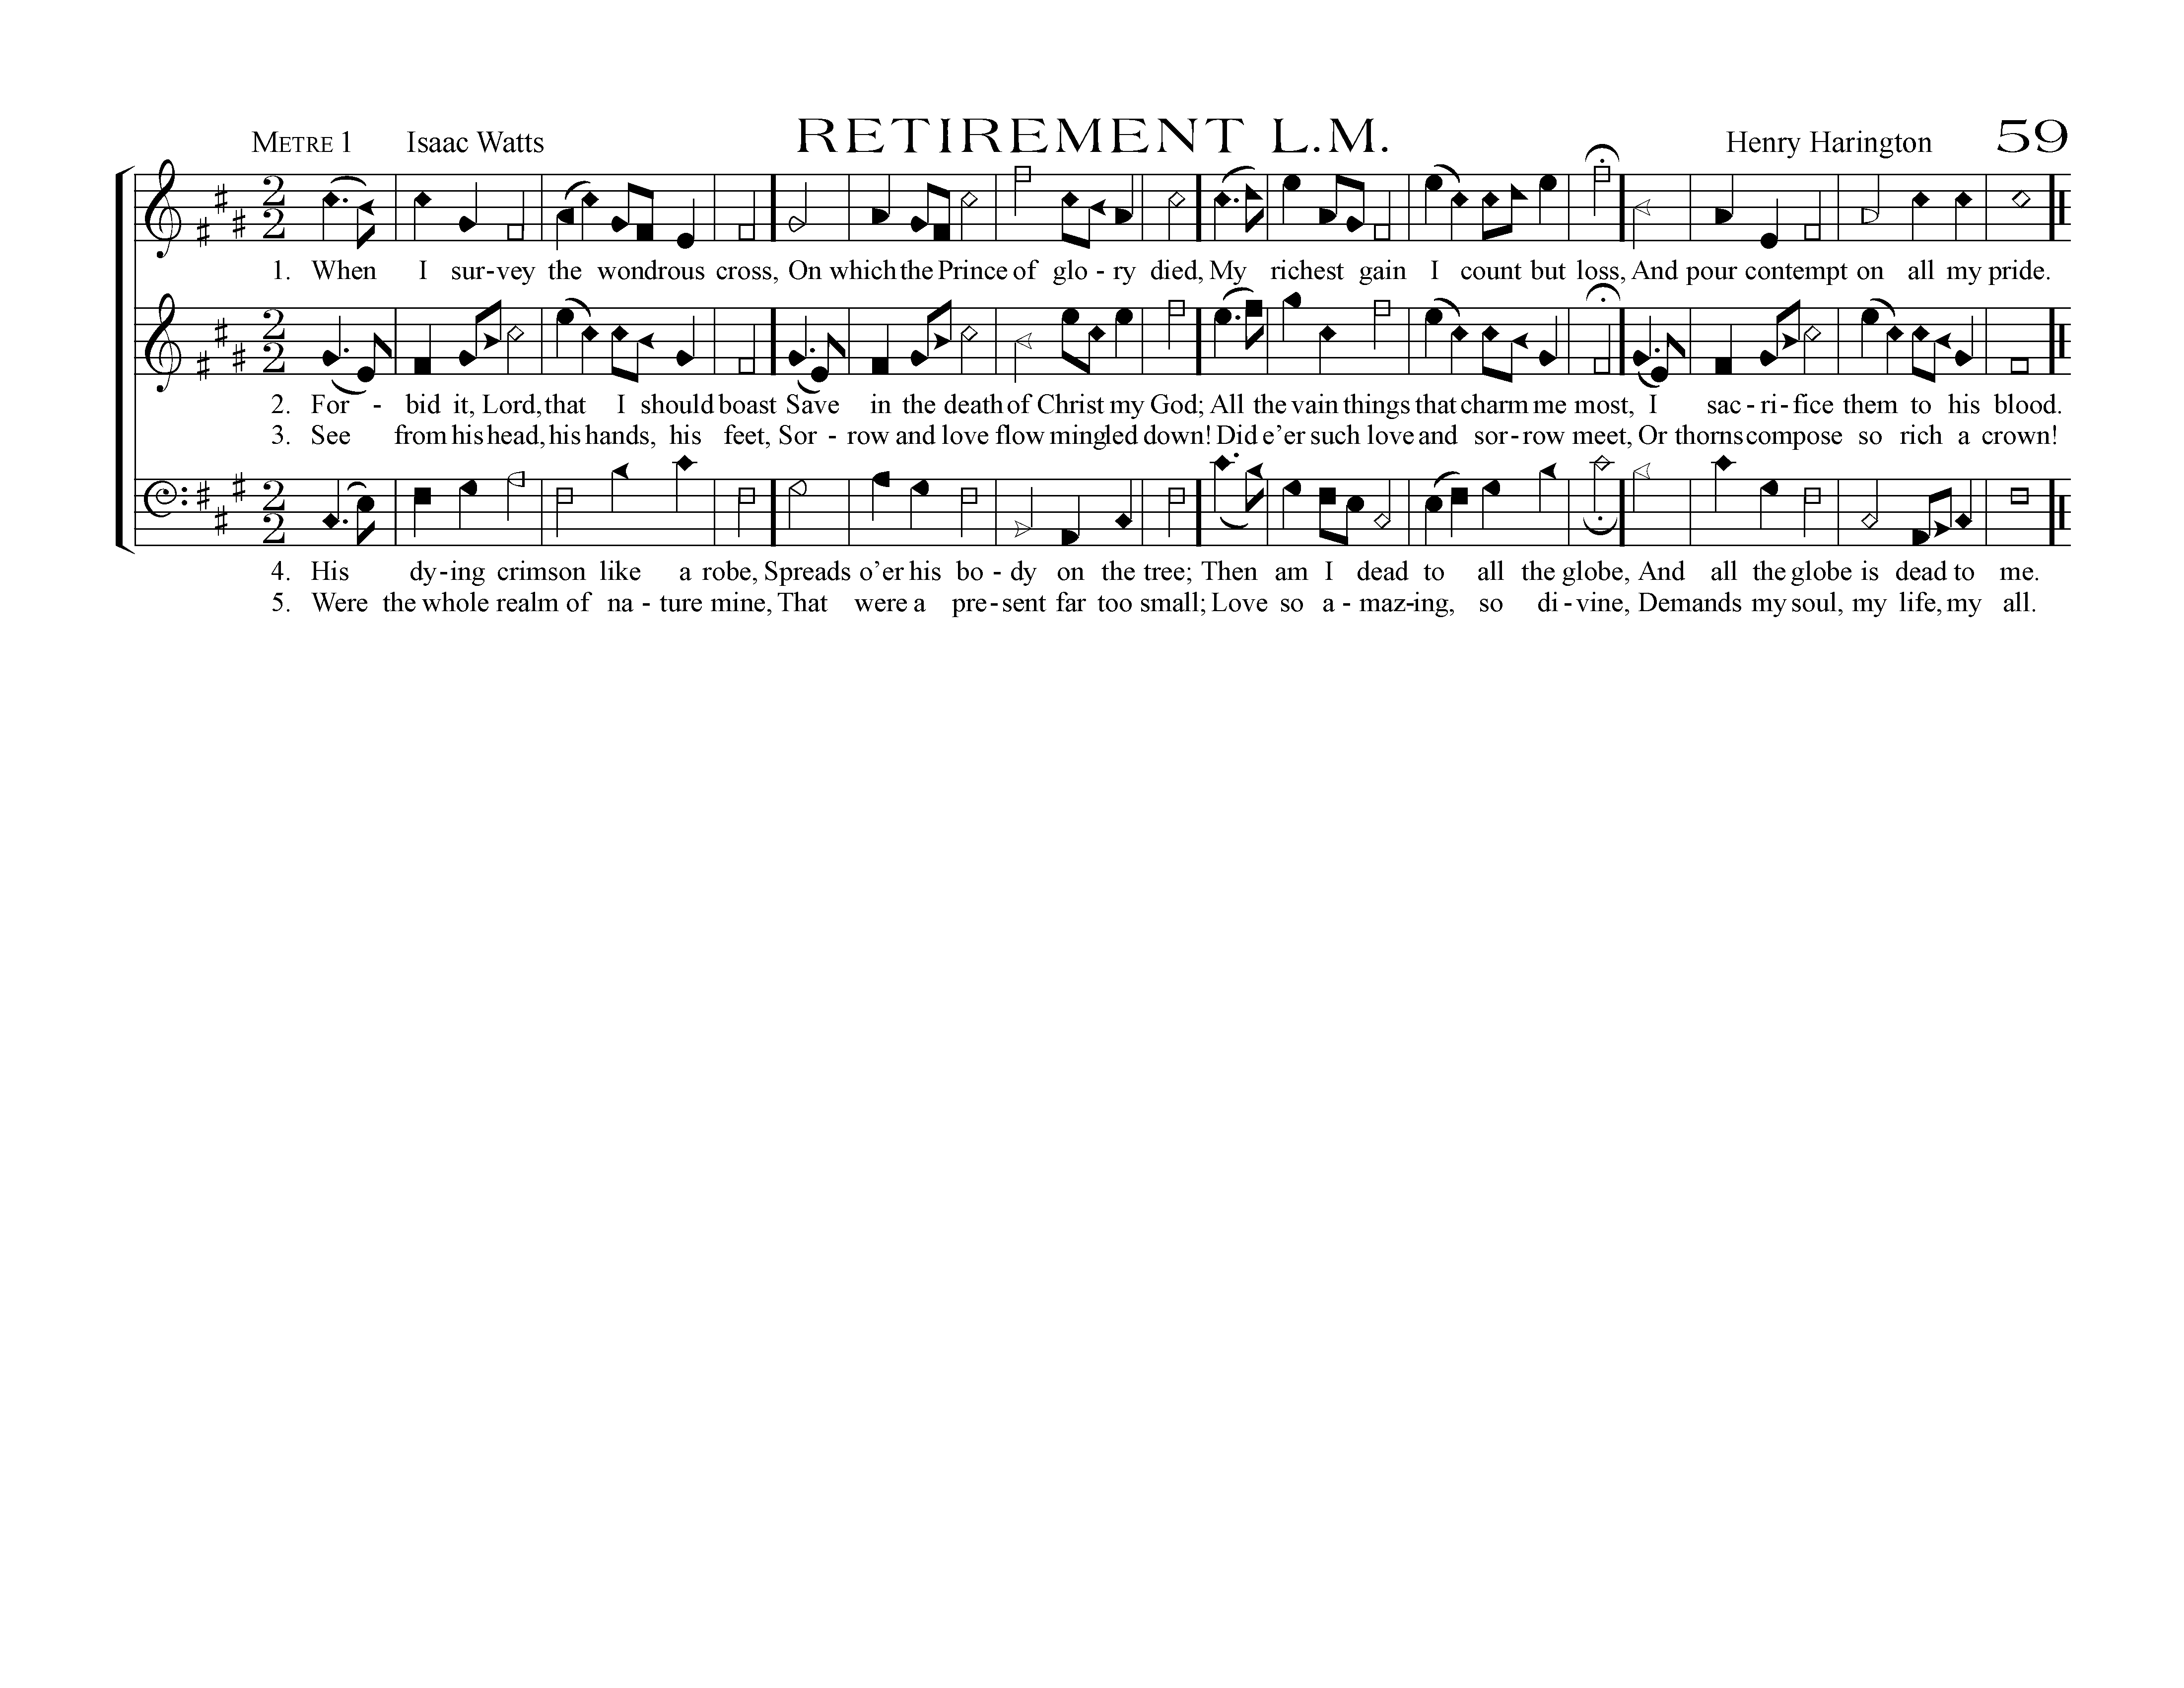 METRE 1 Isaac Watts RETIREMENT L.M. Henry Harington 59
2 2
1. When I sur-vey the wondrous cross, On which the Prince of glo - ry died, My richest gain I count but loss, And pour contempt on all my pride.
2 2
2. For - bid it, Lord, that I should boast Save in the death of Christ my God; All the vain things that charm me most, I sac - ri - fice them to his blood.
3. See from his head, his hands, his feet, Sor - row and love flow mingled down! Did e’er such love and sor - row meet, Or thorns compose so rich a crown!
2 2
4. His dy-ing crimson like a robe, Spreads o’er his bo - dy on the tree; Then am I dead to all the globe, And all the globe is dead to me.
5. Were the whole realm of na - ture mine, That were a pre - sent far too small; Love so a - maz-ing, so di - vine, Demands my soul, my life, my all.